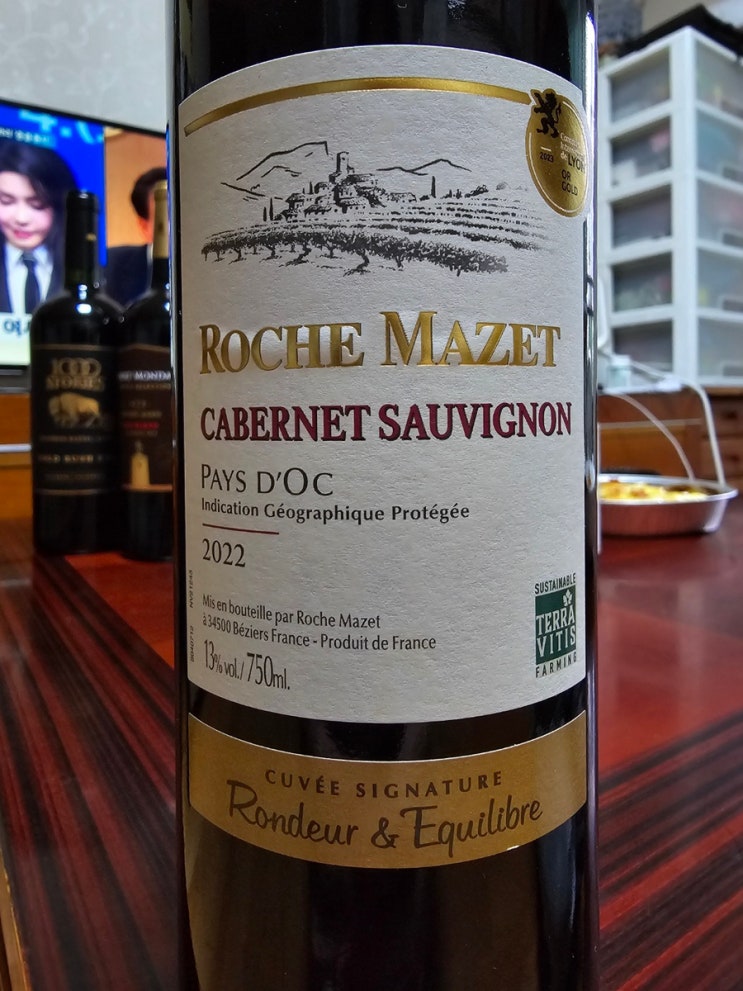 2023
LYON
OR
GOLD
ROCHE MAZET
CABERNET SAUVIGNON
PAYS D'OC
Indication Géographique Protégée
2022
Mis en bouteille par Roche Mazet
à 34500 Béziers France - Produit de France
13% vol./ 750ml.
SUSTAINABLE
TERRA
VITIS
FARMING
CUVÉE SIGNATURE
Rondeur & Equilibre
1000
STORIES